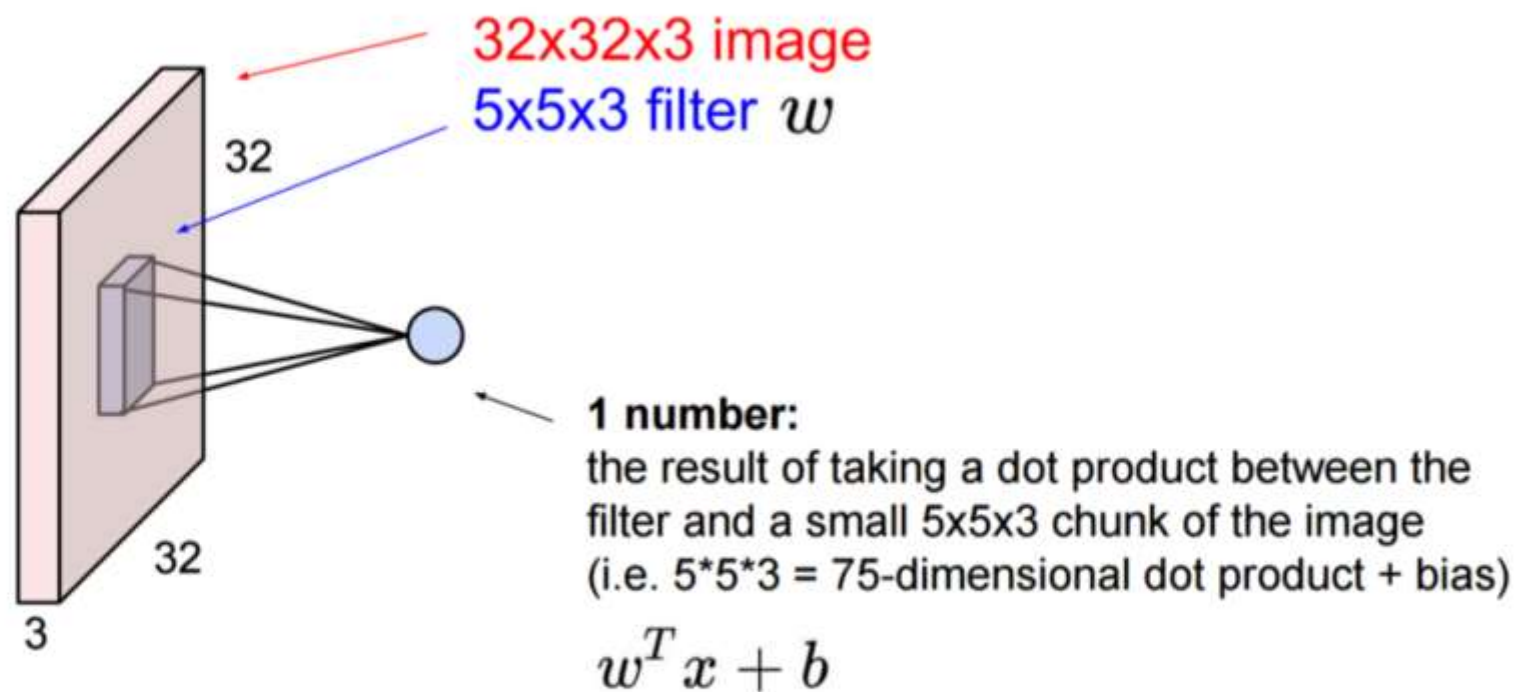 32x32x3 image
5x5x3 filter w
32
32
3
1 number:
the result of taking a dot product between the
filter and a small 5x5x3 chunk of the image
(i.e. 5*5*3 = 75-dimensional dot product + bias)
w^T x + b